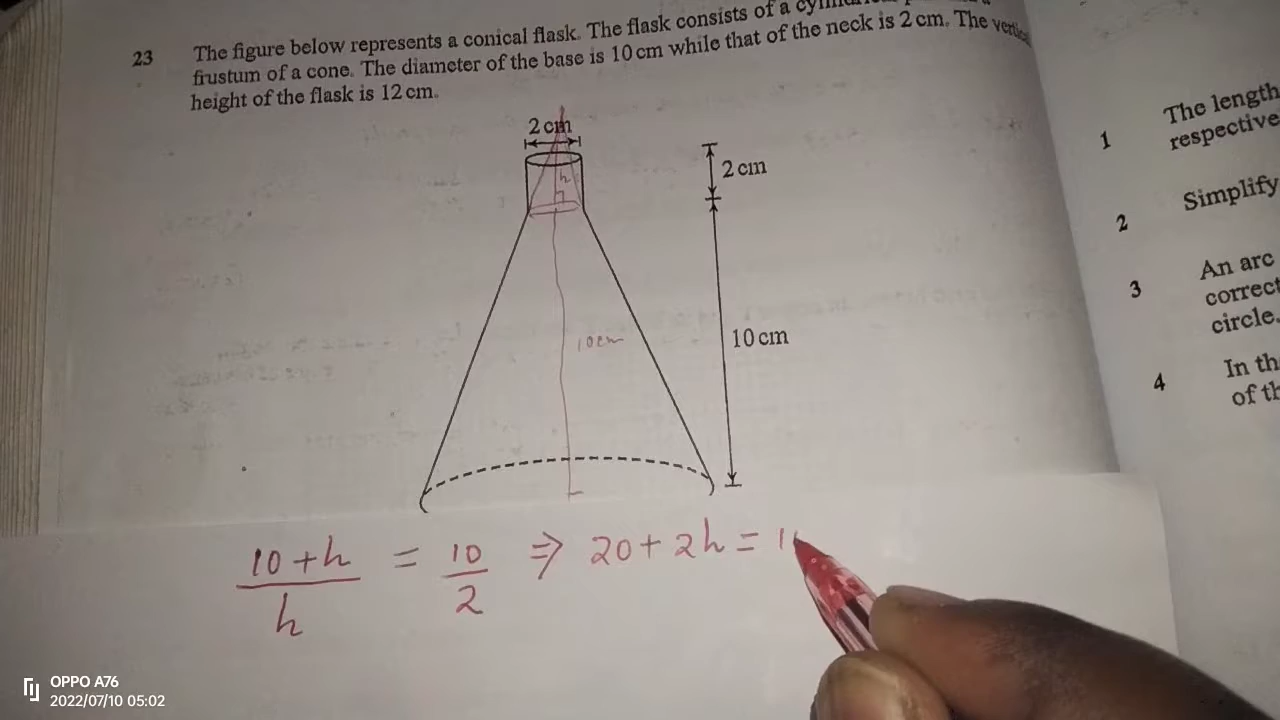 23 The figure below represents a conical flask. The flask consists of a
frustum of a cone. The diameter of the base is 10 cm while that of the neck is 2 cm. The vertical
height of the flask is 12 cm.
2 cm
h
2 cm
10 cm
10 cm
10 + h / h = 10 / 2 ⇒ 20 + 2h = 1
1 The length
respective
2 Simplify
3 An arc
correct
circle.
4 In th
of th
OPPO A76
2022/07/10 05:02